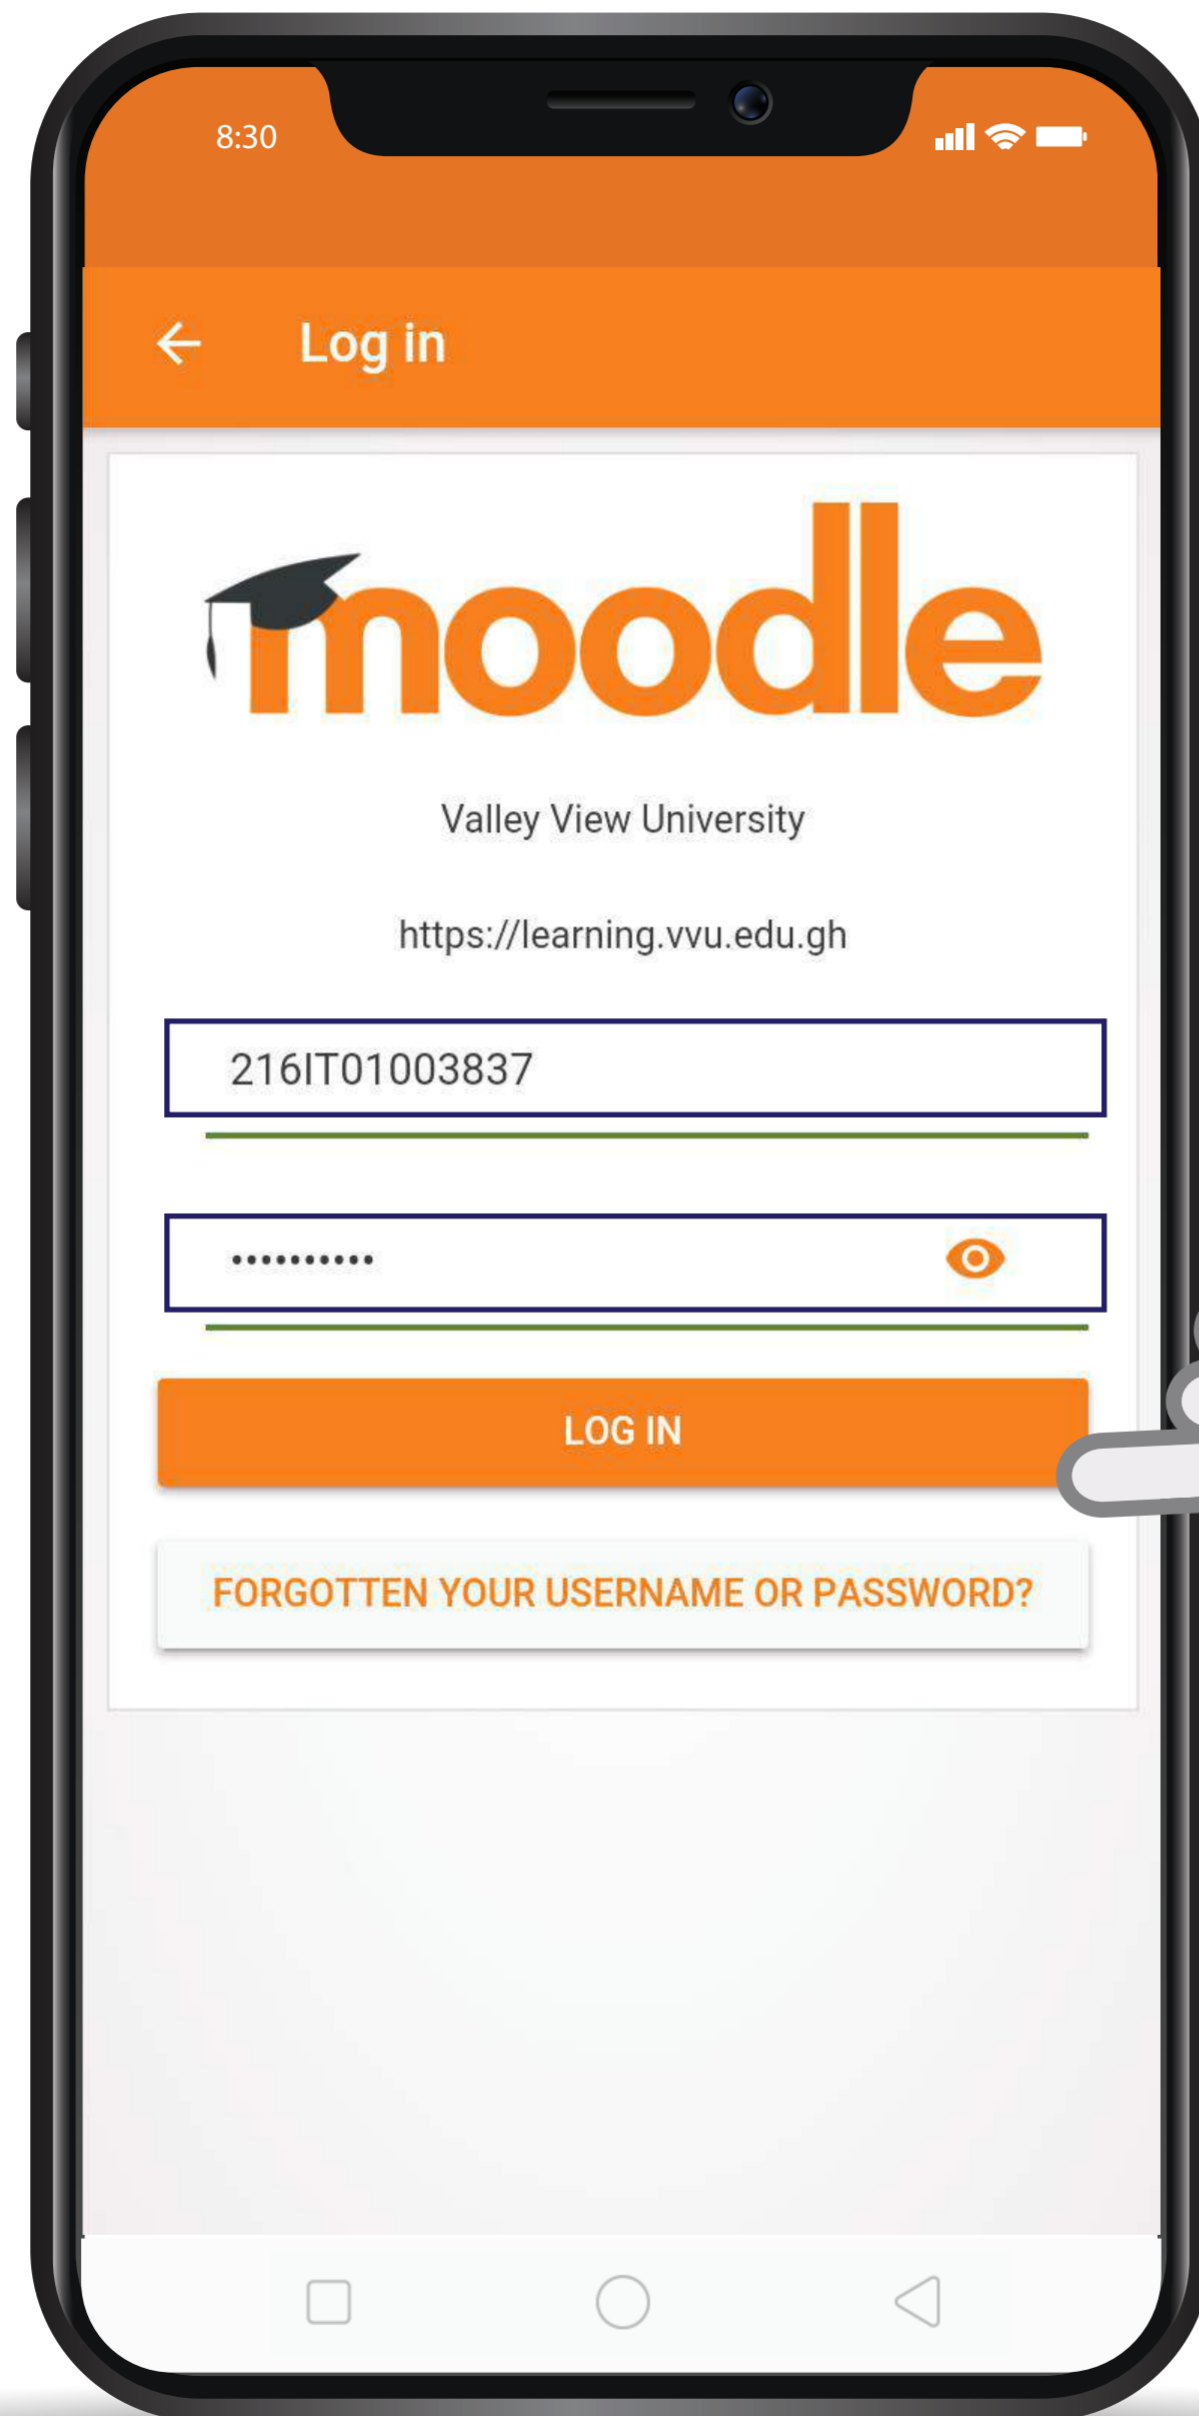 8:30
Log in
moodle
Valley View University
https://learning.vvu.edu.gh
216IT01003837
••••••••••
LOG IN
FORGOTTEN YOUR USERNAME OR PASSWORD?